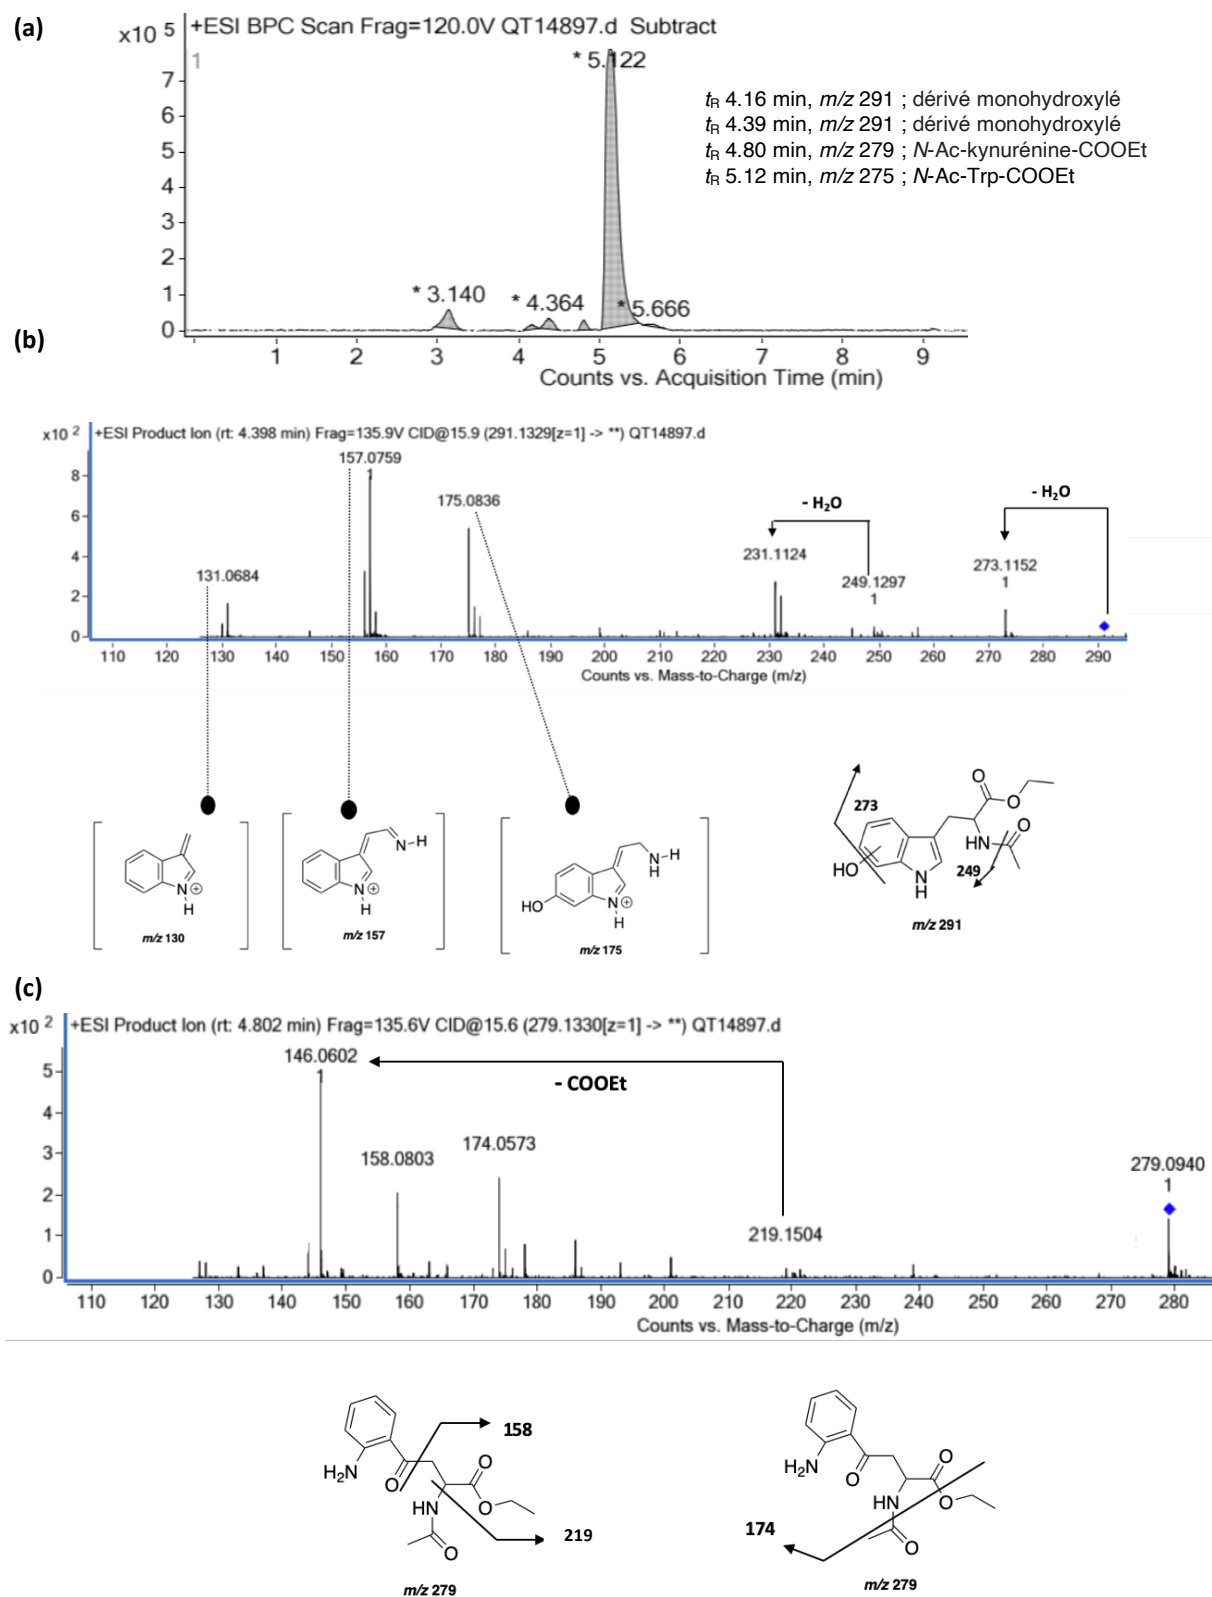 (a)
+ESI BPC Scan Frag=120.0V QT14897.d Subtract
x10 5
1
* 5.122
7
6
5
4
3
2
1
0
* 3.140
* 4.364
* 5.666
1 2 3 4 5 6 7 8 9
Counts vs. Acquisition Time (min)
tR 4.16 min, m/z 291 ; dérivé monohydroxylé
tR 4.39 min, m/z 291 ; dérivé monohydroxylé
tR 4.80 min, m/z 279 ; N-Ac-kynurénine-COOEt
tR 5.12 min, m/z 275 ; N-Ac-Trp-COOEt
(b)
x10 2
+ESI Product Ion (rt: 4.398 min) Frag=135.9V CID@15.9 (291.1329[z=1] -> **) QT14897.d
8
6
4
2
0
157.0759
1
175.0836
131.0684
- H2O
231.1124
249.1297
1
- H2O
273.1152
1
110 120 130 140 150 160 170 180 190 200 210 220 230 240 250 260 270 280 290
Counts vs. Mass-to-Charge (m/z)
N
H
m/z 130
N-H
N
H
m/z 157
N-H
H
HO
N
H
m/z 175
273
O
O
HN
O
HO
249
N
H
m/z 291
(c)
x10 2
+ESI Product Ion (rt: 4.802 min) Frag=135.6V CID@15.6 (279.1330[z=1] -> **) QT14897.d
5
4
3
2
1
0
146.0602
1
- COOEt
158.0803
174.0573
219.1504
279.0940
1
110 120 130 140 150 160 170 180 190 200 210 220 230 240 250 260 270 280
Counts vs. Mass-to-Charge (m/z)
158
H2N
O
O
O
HN
219
O
m/z 279
H2N
O
O
O
HN
174
O
m/z 279